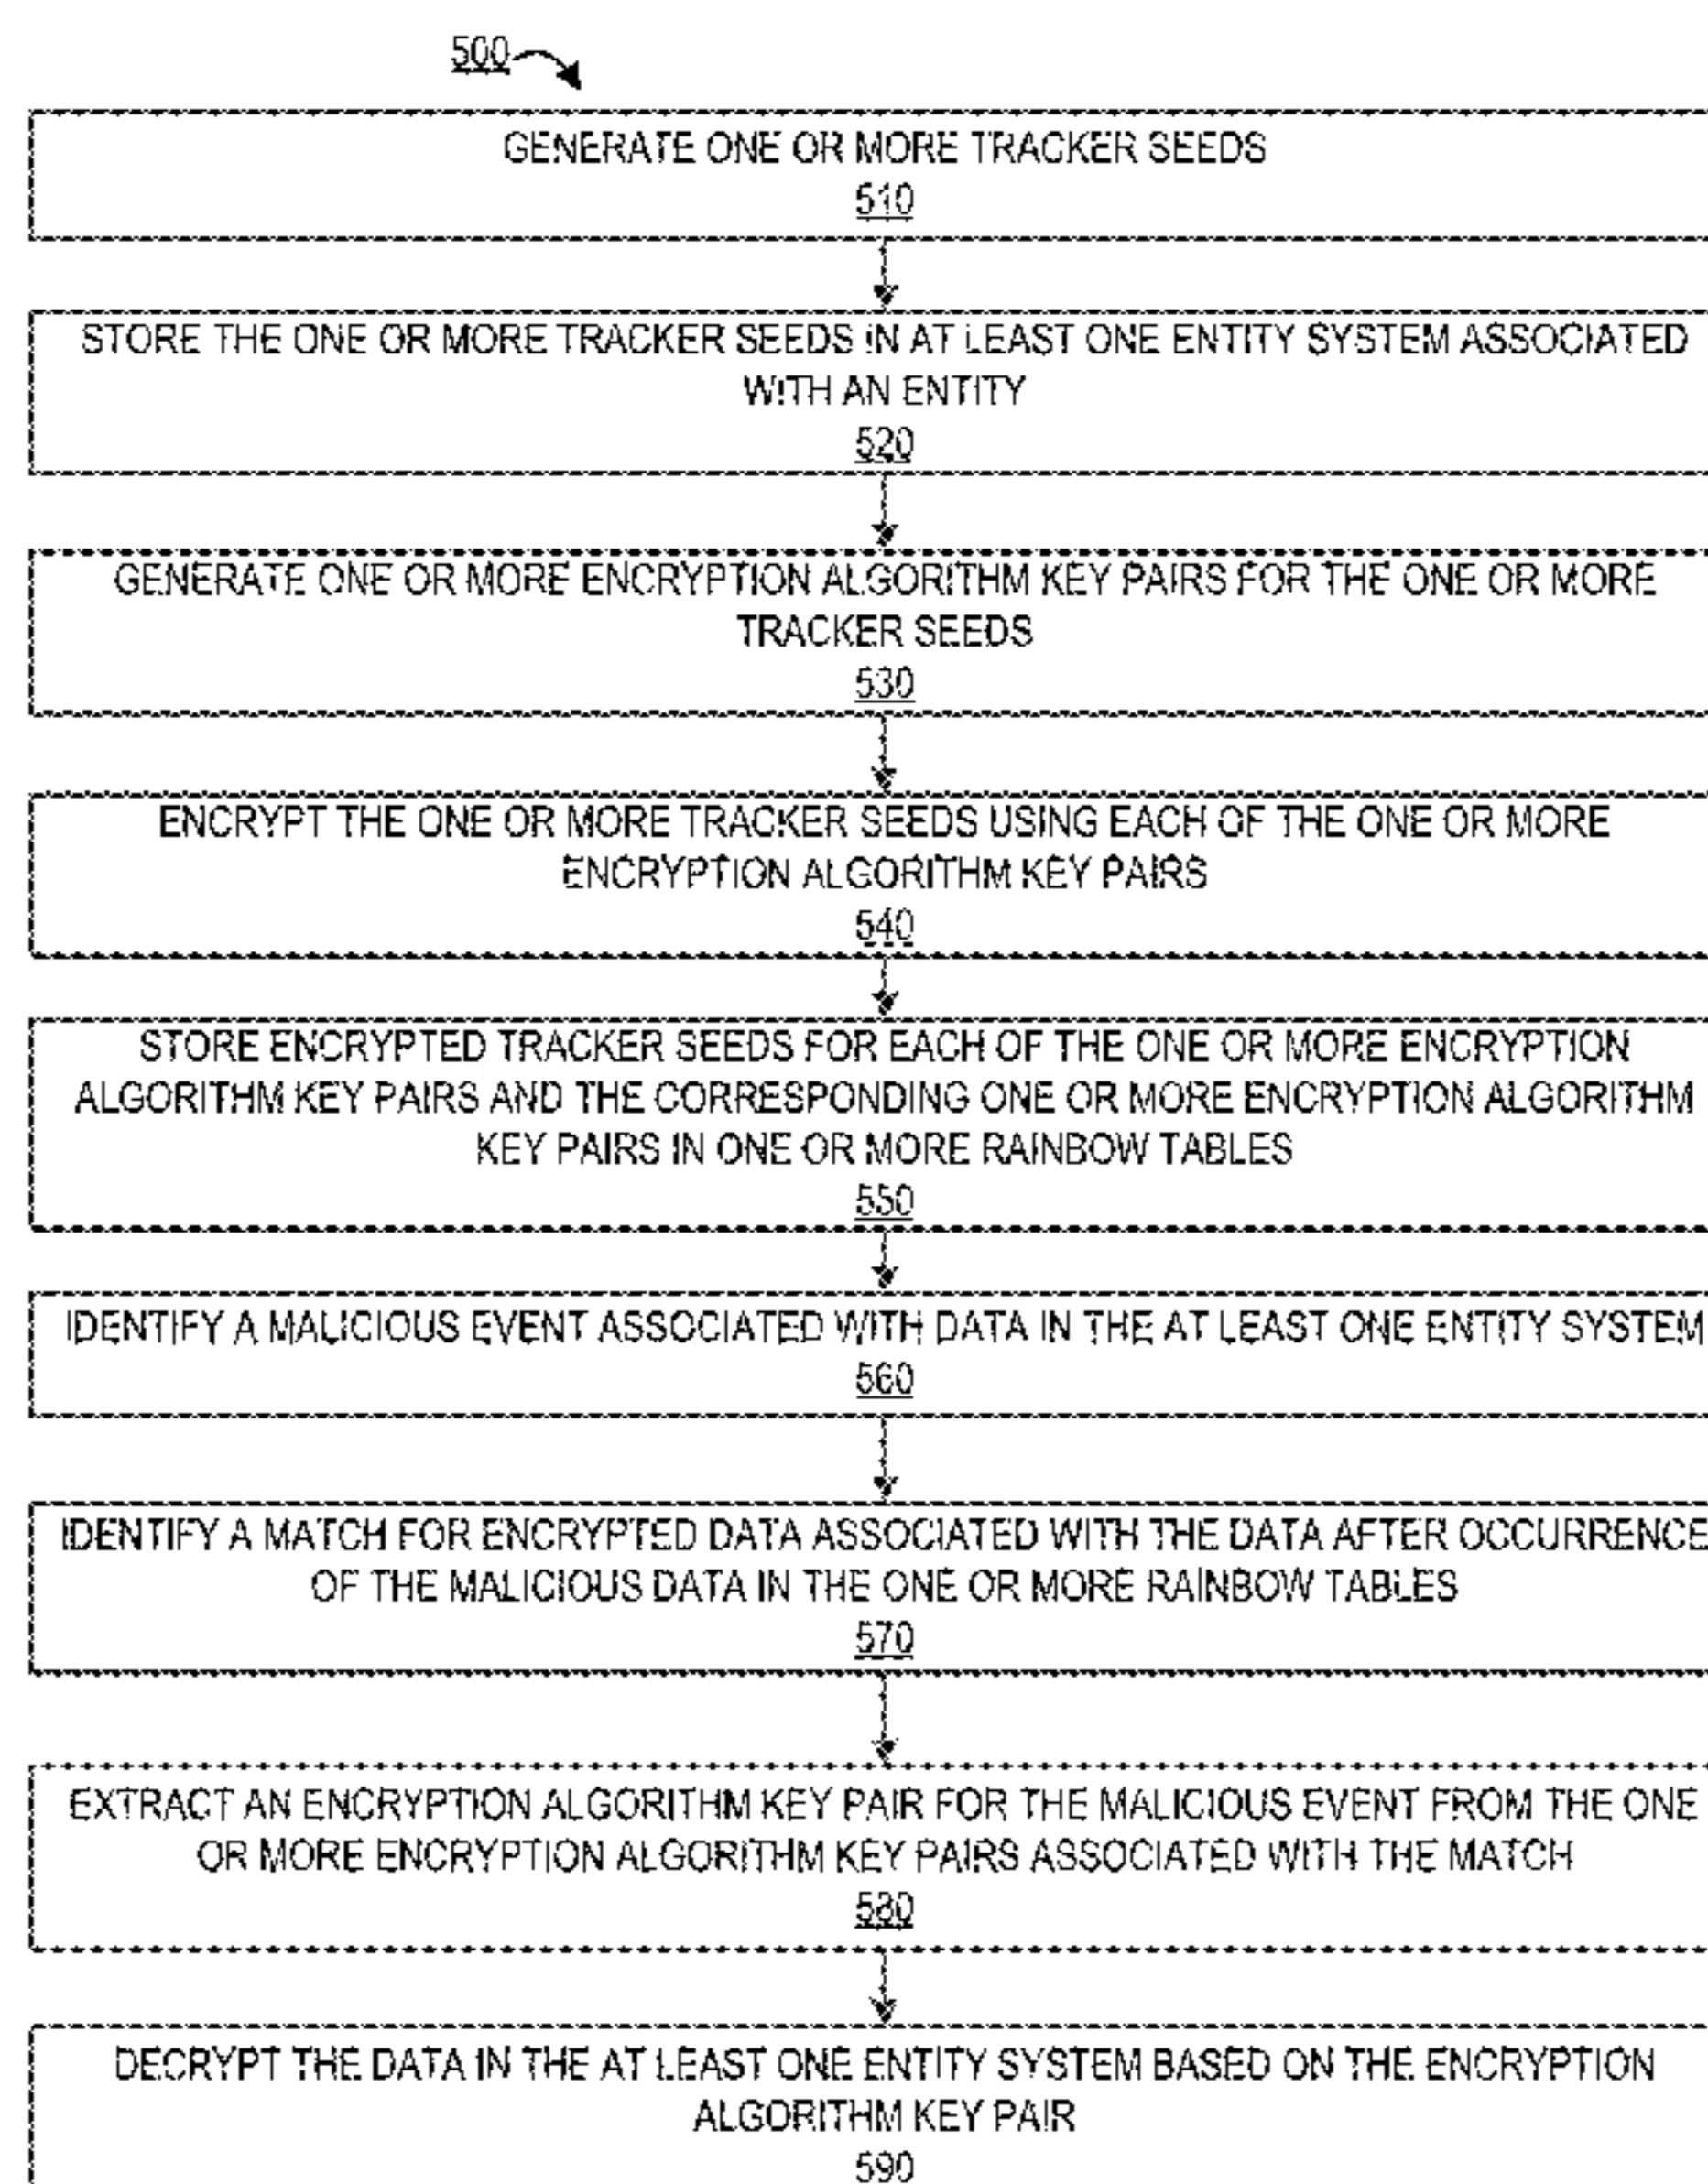 500
GENERATE ONE OR MORE TRACKER SEEDS
510
STORE THE ONE OR MORE TRACKER SEEDS IN AT LEAST ONE ENTITY SYSTEM ASSOCIATED
WITH AN ENTITY
520
GENERATE ONE OR MORE ENCRYPTION ALGORITHM KEY PAIRS FOR THE ONE OR MORE
TRACKER SEEDS
530
ENCRYPT THE ONE OR MORE TRACKER SEEDS USING EACH OF THE ONE OR MORE
ENCRYPTION ALGORITHM KEY PAIRS
540
STORE ENCRYPTED TRACKER SEEDS FOR EACH OF THE ONE OR MORE ENCRYPTION
ALGORITHM KEY PAIRS AND THE CORRESPONDING ONE OR MORE ENCRYPTION ALGORITHM
KEY PAIRS IN ONE OR MORE RAINBOW TABLES
550
IDENTIFY A MALICIOUS EVENT ASSOCIATED WITH DATA IN THE AT LEAST ONE ENTITY SYSTEM
560
IDENTIFY A MATCH FOR ENCRYPTED DATA ASSOCIATED WITH THE DATA AFTER OCCURRENCE
OF THE MALICIOUS DATA IN THE ONE OR MORE RAINBOW TABLES
570
EXTRACT AN ENCRYPTION ALGORITHM KEY PAIR FOR THE MALICIOUS EVENT FROM THE ONE
OR MORE ENCRYPTION ALGORITHM KEY PAIRS ASSOCIATED WITH THE MATCH
580
DECRYPT THE DATA IN THE AT LEAST ONE ENTITY SYSTEM BASED ON THE ENCRYPTION
ALGORITHM KEY PAIR
590